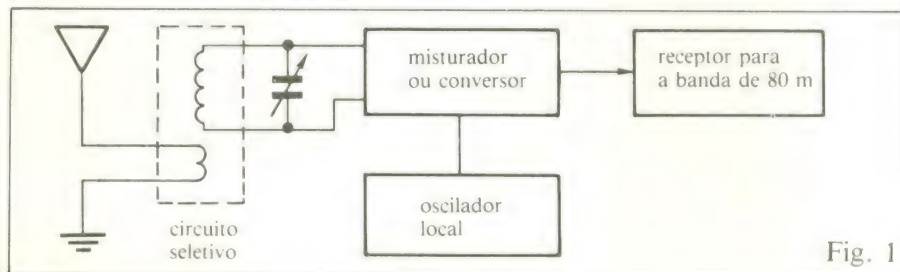 misturador
ou conversor
receptor para
a banda de 80 m
oscilador
local
circuito
seletivo
Fig. 1